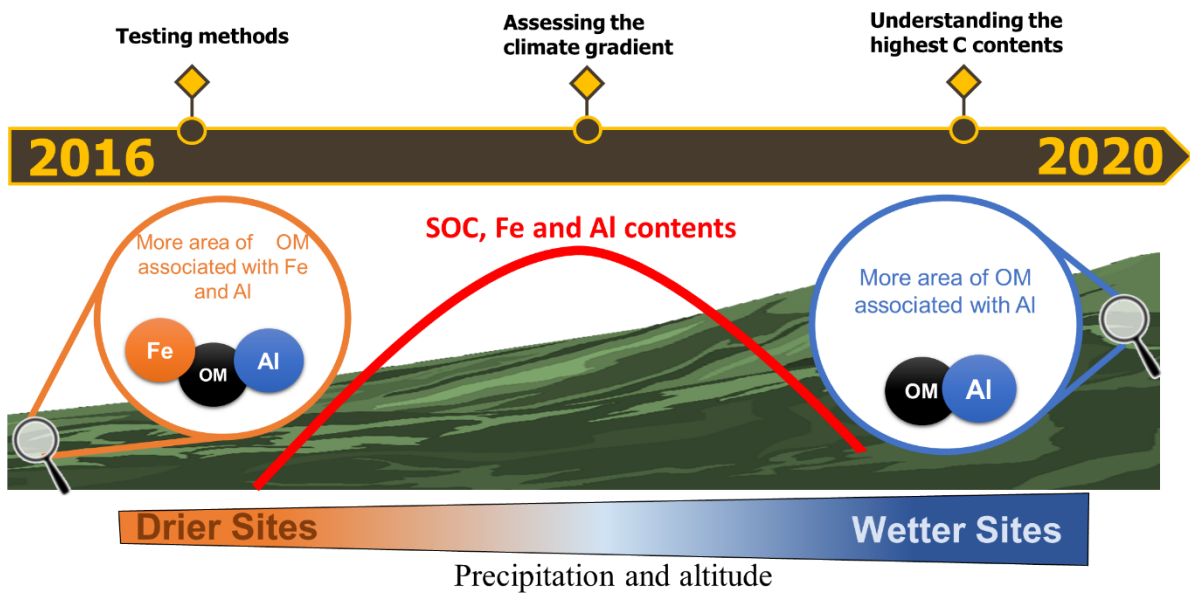 Testing methods
Assessing the
climate gradient
Understanding the
highest C contents
2016
2020
More area of OM
associated with Fe
and Al
Fe
OM
Al
SOC, Fe and Al contents
More area of OM
associated with Al
OM
Al
Drier Sites
Wetter Sites
Precipitation and altitude